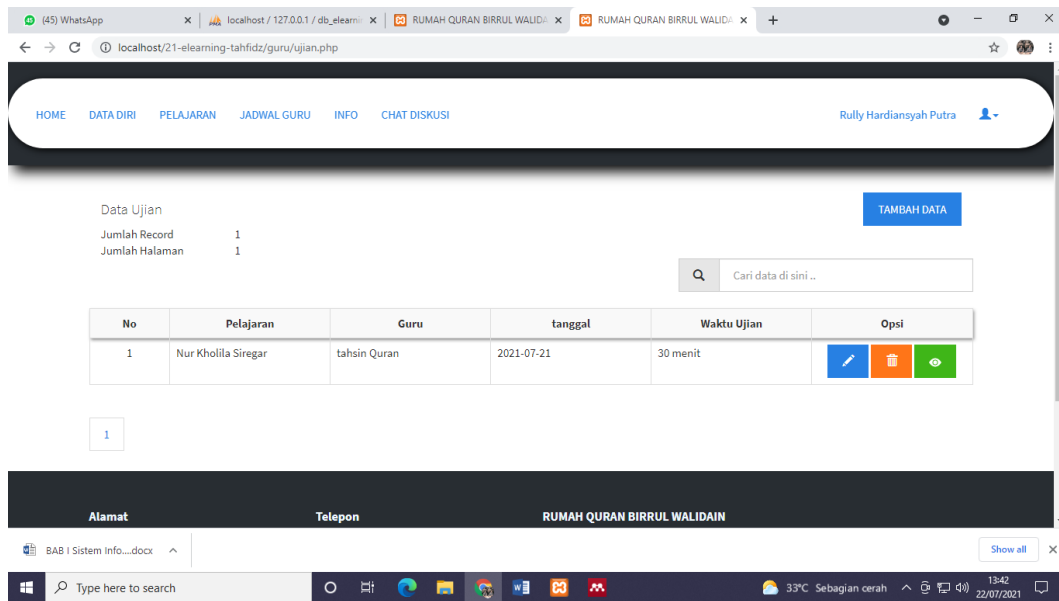 (45) WhatsApp
localhost / 127.0.0.1 / db_elearni
RUMAH QURAN BIRRUL WALIDA
RUMAH QURAN BIRRUL WALIDA
localhost/21-elearning-tahfidz/guru/ujian.php
HOME DATA DIRI PELAJARAN JADWAL GURU INFO CHAT DISKUSI Rully Hardiansyah Putra
Data Ujian TAMBAH DATA
Jumlah Record 1
Jumlah Halaman 1
Cari data di sini ..
No Pelajaran Guru tanggal Waktu Ujian Opsi
1 Nur Kholila Siregar tahsin Quran 2021-07-21 30 menit
1
Alamat Telepon RUMAH QURAN BIRRUL WALIDAIN
BAB I Sistem Info....docx Show all
Type here to search 33°C Sebagian cerah 13:42
22/07/2021